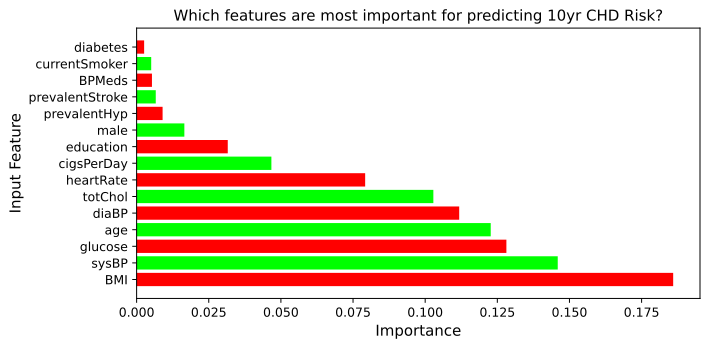 Which features are most important for predicting 10yr CHD Risk?
Input Feature
diabetes
currentSmoker
BPMeds
prevalentStroke
prevalentHyp
male
education
cigsPerDay
heartRate
totChol
diaBP
age
glucose
sysBP
BMI
0.000 0.025 0.050 0.075 0.100 0.125 0.150 0.175
Importance